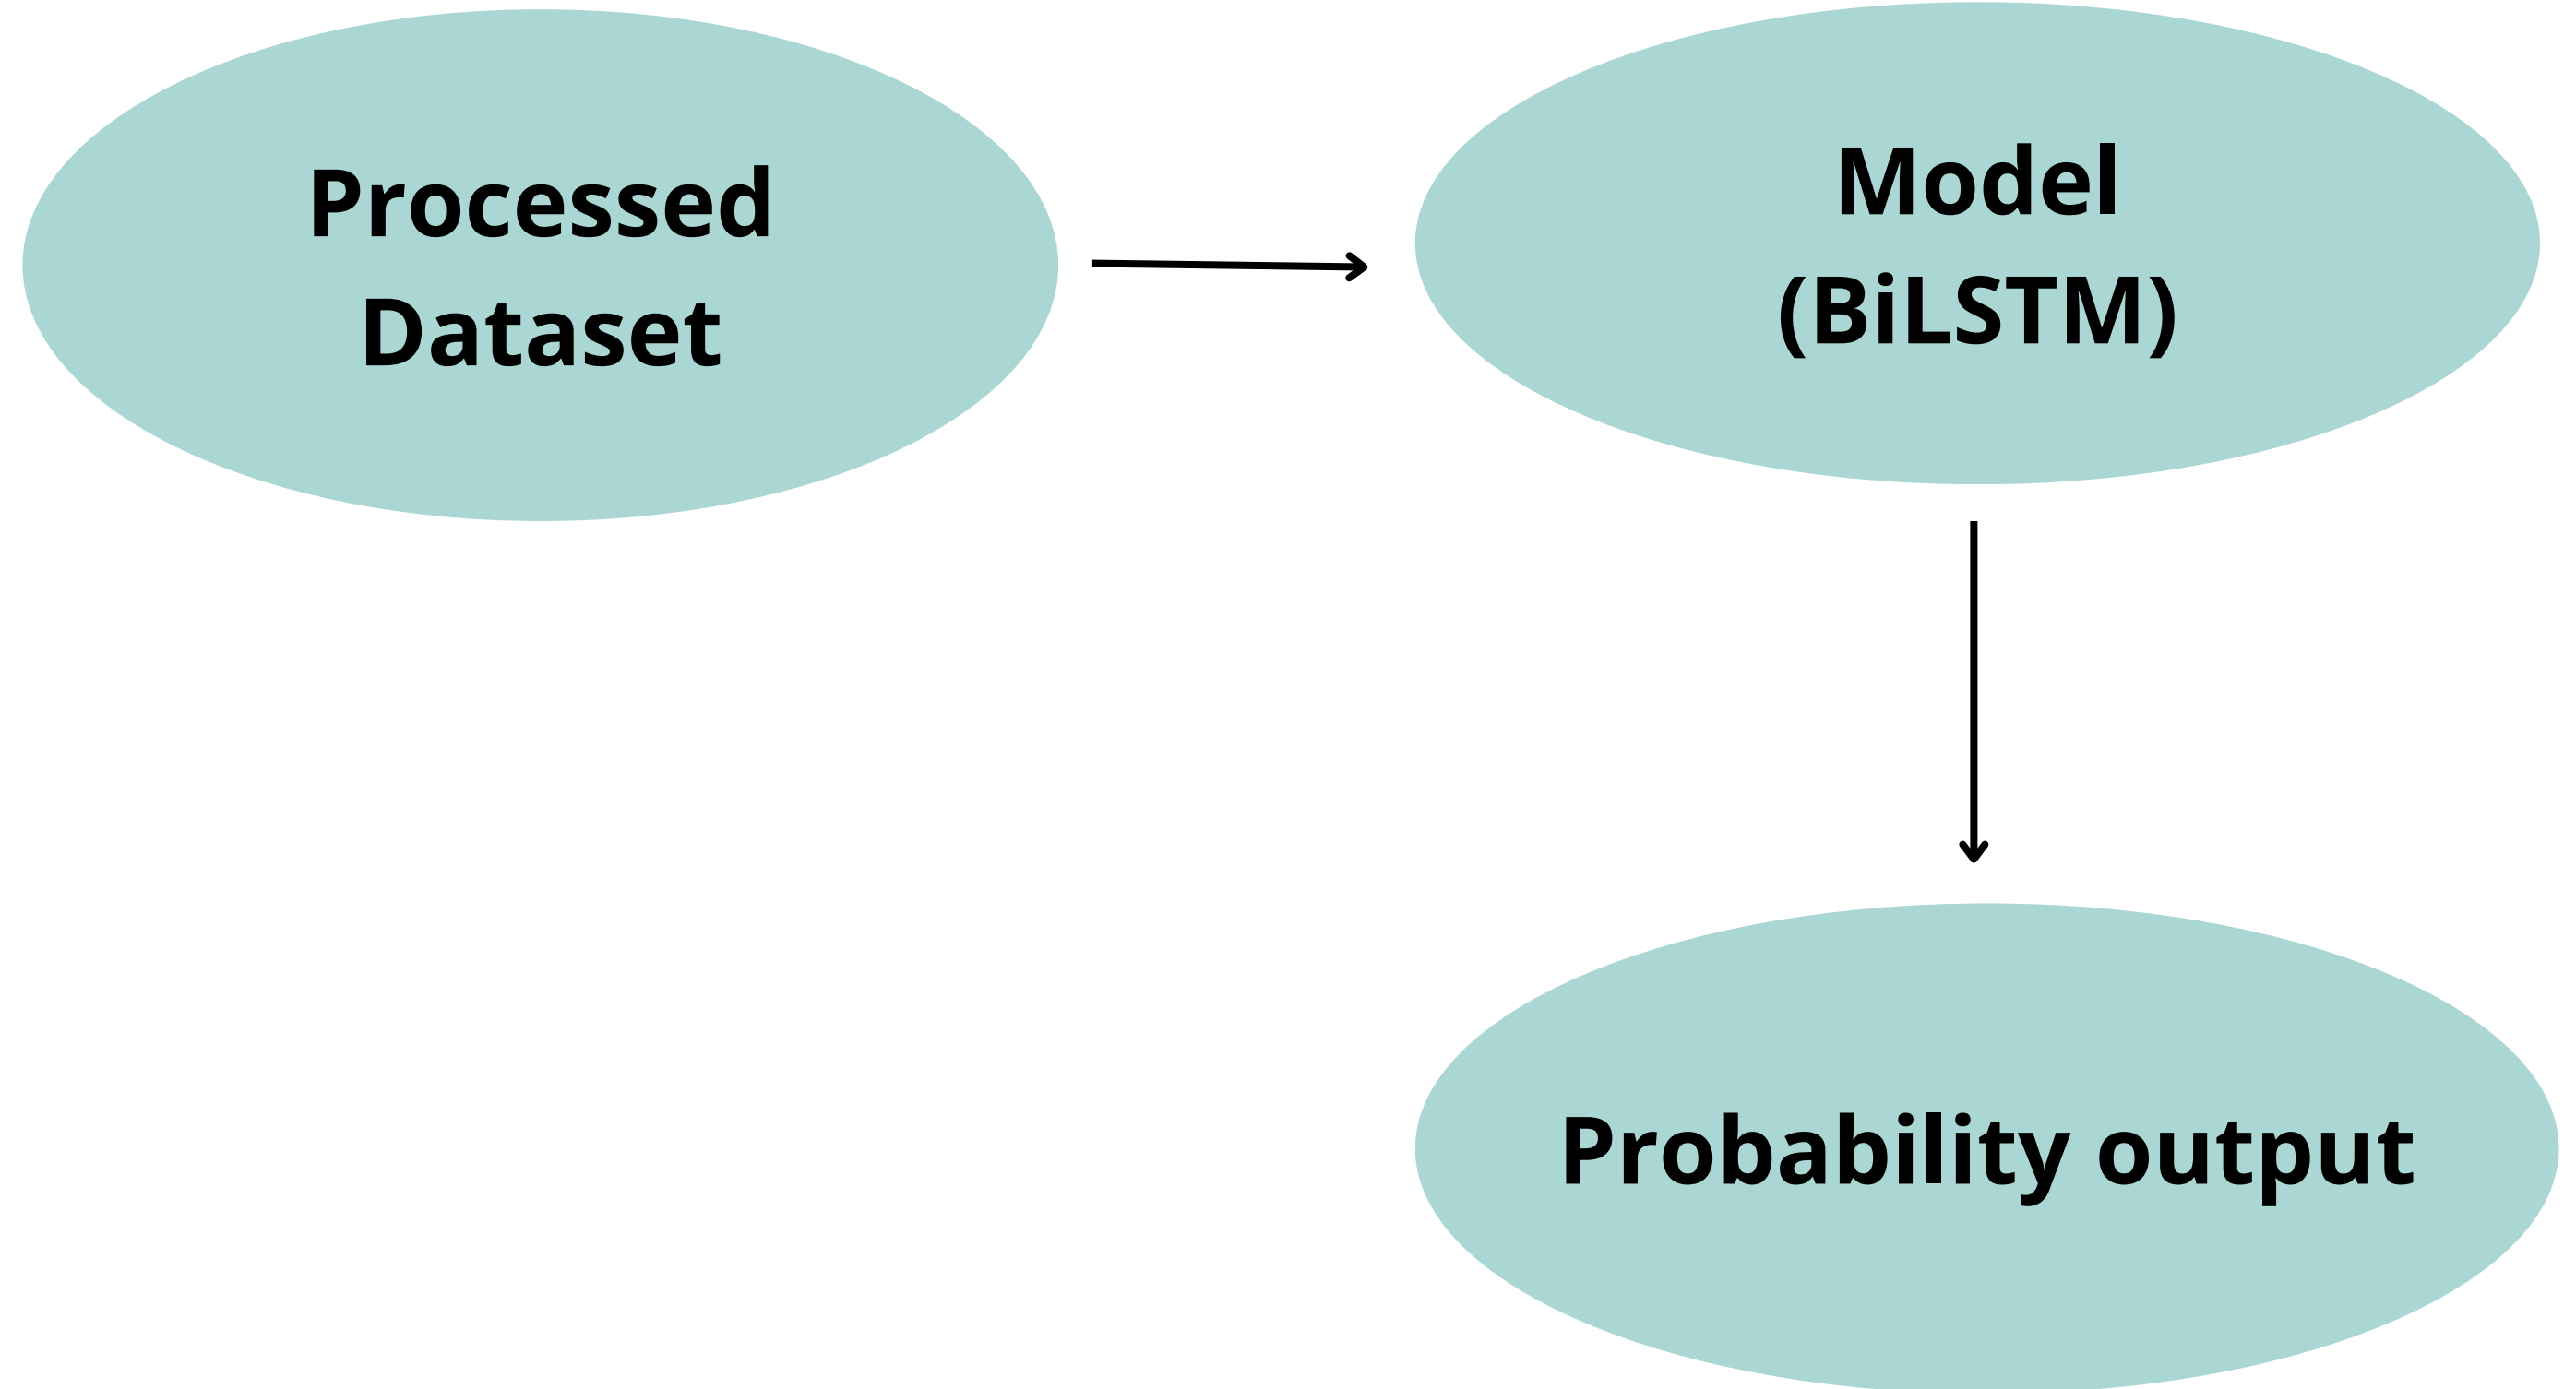 Processed
Dataset
Model
(BiLSTM)
Probability output